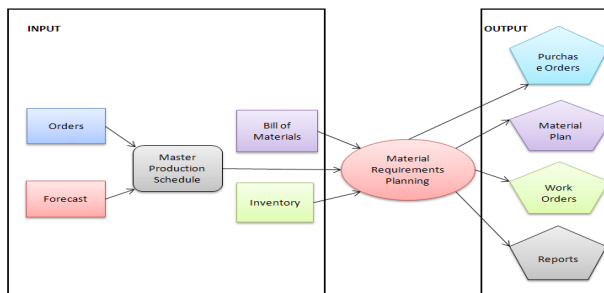 INPUT
OUTPUT
Orders
Forecast
Master
Production
Schedule
Bill of
Materials
Inventory
Material
Requirements
Planning
Purchas
e Orders
Material
Plan
Work
Orders
Reports